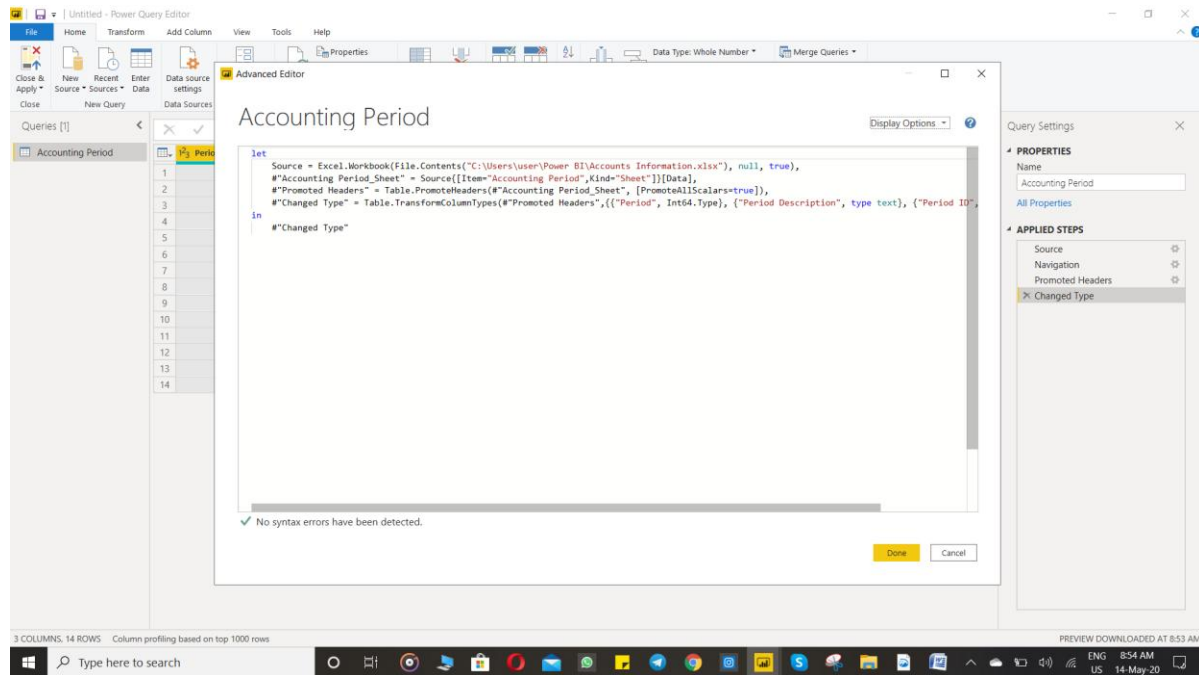 Untitled - Power Query Editor
File Home Transform Add Column View Tools Help
Close & Apply
New Source
Recent Sources
Enter Data
Data source settings
Properties
Data Type: Whole Number
Merge Queries
Close
New Query
Data Sources
Queries [1]
Accounting Period
1
2
3
4
5
6
7
8
9
10
11
12
13
14
Advanced Editor
Accounting Period
Display Options
let
Source = Excel.Workbook(File.Contents("C:\Users\user\Power BI\Accounts Information.xlsx"), null, true),
#"Accounting Period_Sheet" = Source{[Item="Accounting Period",Kind="Sheet"]}[Data],
#"Promoted Headers" = Table.PromoteHeaders(#"Accounting Period_Sheet", [PromoteAllScalars=true]),
#"Changed Type" = Table.TransformColumnTypes(#"Promoted Headers",{{"Period", Int64.Type}, {"Period Description", type text}, {"Period ID",
in
#"Changed Type"
No syntax errors have been detected.
Done
Cancel
Query Settings
PROPERTIES
Name
Accounting Period
All Properties
APPLIED STEPS
Source
Navigation
Promoted Headers
Changed Type
3 COLUMNS, 14 ROWS Column profiling based on top 1000 rows
PREVIEW DOWNLOADED AT 8:53 AM
Type here to search
ENG 8:54 AM
US 14-May-20